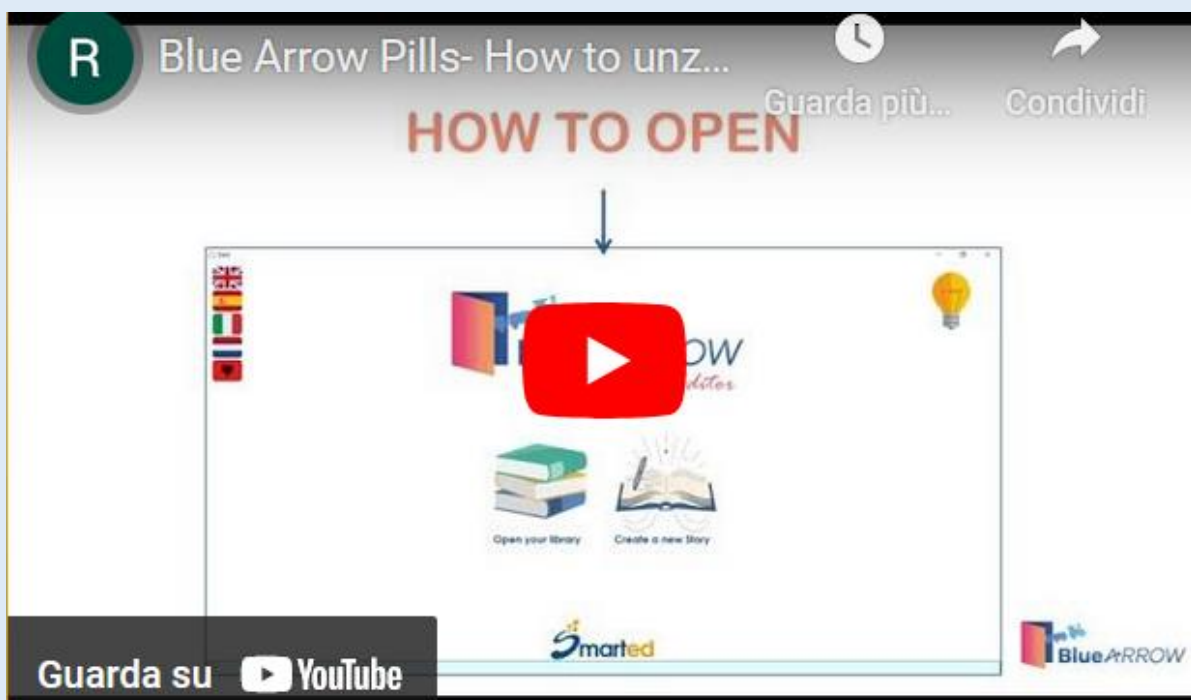 R
Blue Arrow Pills- How to unz...
Guarda più...
Condividi
HOW TO OPEN
OW
ditor
Open your library
Create a new Story
Smarted
BlueARROW
Guarda su YouTube